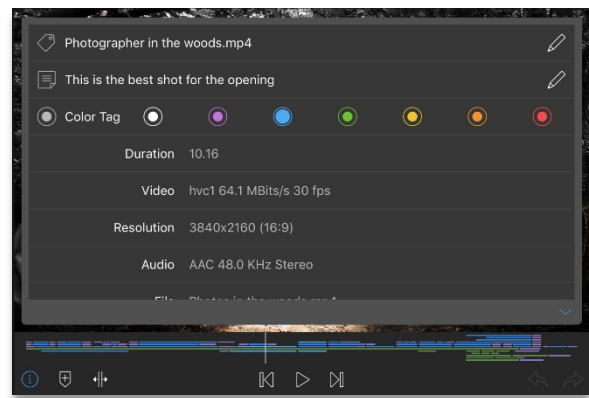 Photographer in the woods.mp4
This is the best shot for the opening
Color Tag
Duration 10.16
Video hvc1 64.1 MBits/s 30 fps
Resolution 3840x2160 (16:9)
Audio AAC 48.0 KHz Stereo